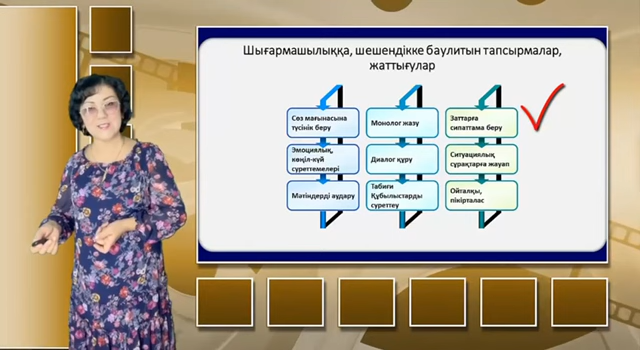 Шығармашылыққа, шешендікке баулитын тапсырмалар,
жаттығулар
Сөз мағынасына
түсінік беру
Эмоциялық,
көңіл-күй
суреттемелері
Мәтіндерді аудару
Монолог жазу
Диалог құру
Табиғи
Құбылыстарды
суреттеу
Заттарға
сипаттама беру
Ситуациялық
сұрақтарға жауап
Ойталқы,
пікірталас